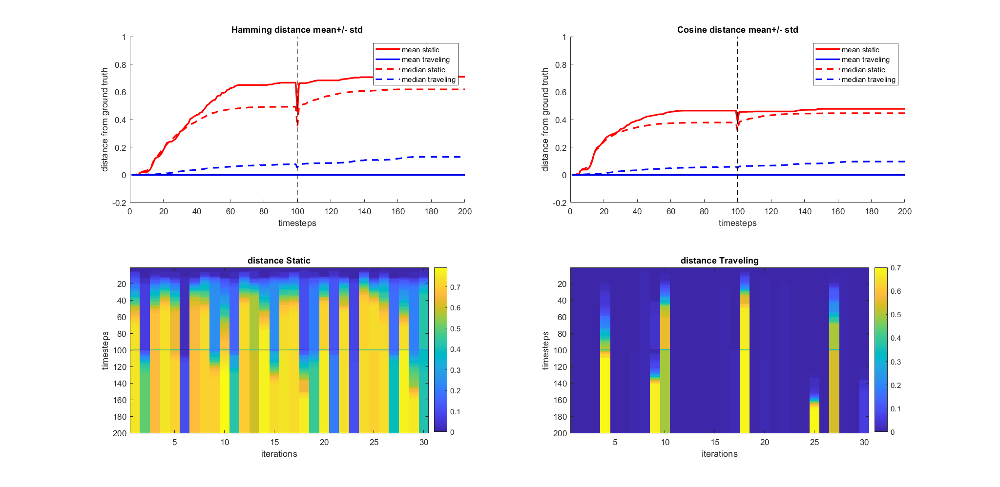 Hamming distance mean+/- std
1
0.8
0.6
0.4
0.2
0
-0.2
distance from ground truth
mean static
mean traveling
median static
median traveling
0 20 40 60 80 100 120 140 160 180 200
timesteps
Cosine distance mean+/- std
1
0.8
0.6
0.4
0.2
0
-0.2
distance from ground truth
mean static
mean traveling
median static
median traveling
0 20 40 60 80 100 120 140 160 180 200
timesteps
distance Static
20
40
60
80
100
120
140
160
180
200
timesteps
5 10 15 20 25 30
iterations
0.7
0.6
0.5
0.4
0.3
0.2
0.1
0
distance Traveling
20
40
60
80
100
120
140
160
180
200
timesteps
5 10 15 20 25 30
iterations
0.7
0.6
0.5
0.4
0.3
0.2
0.1
0